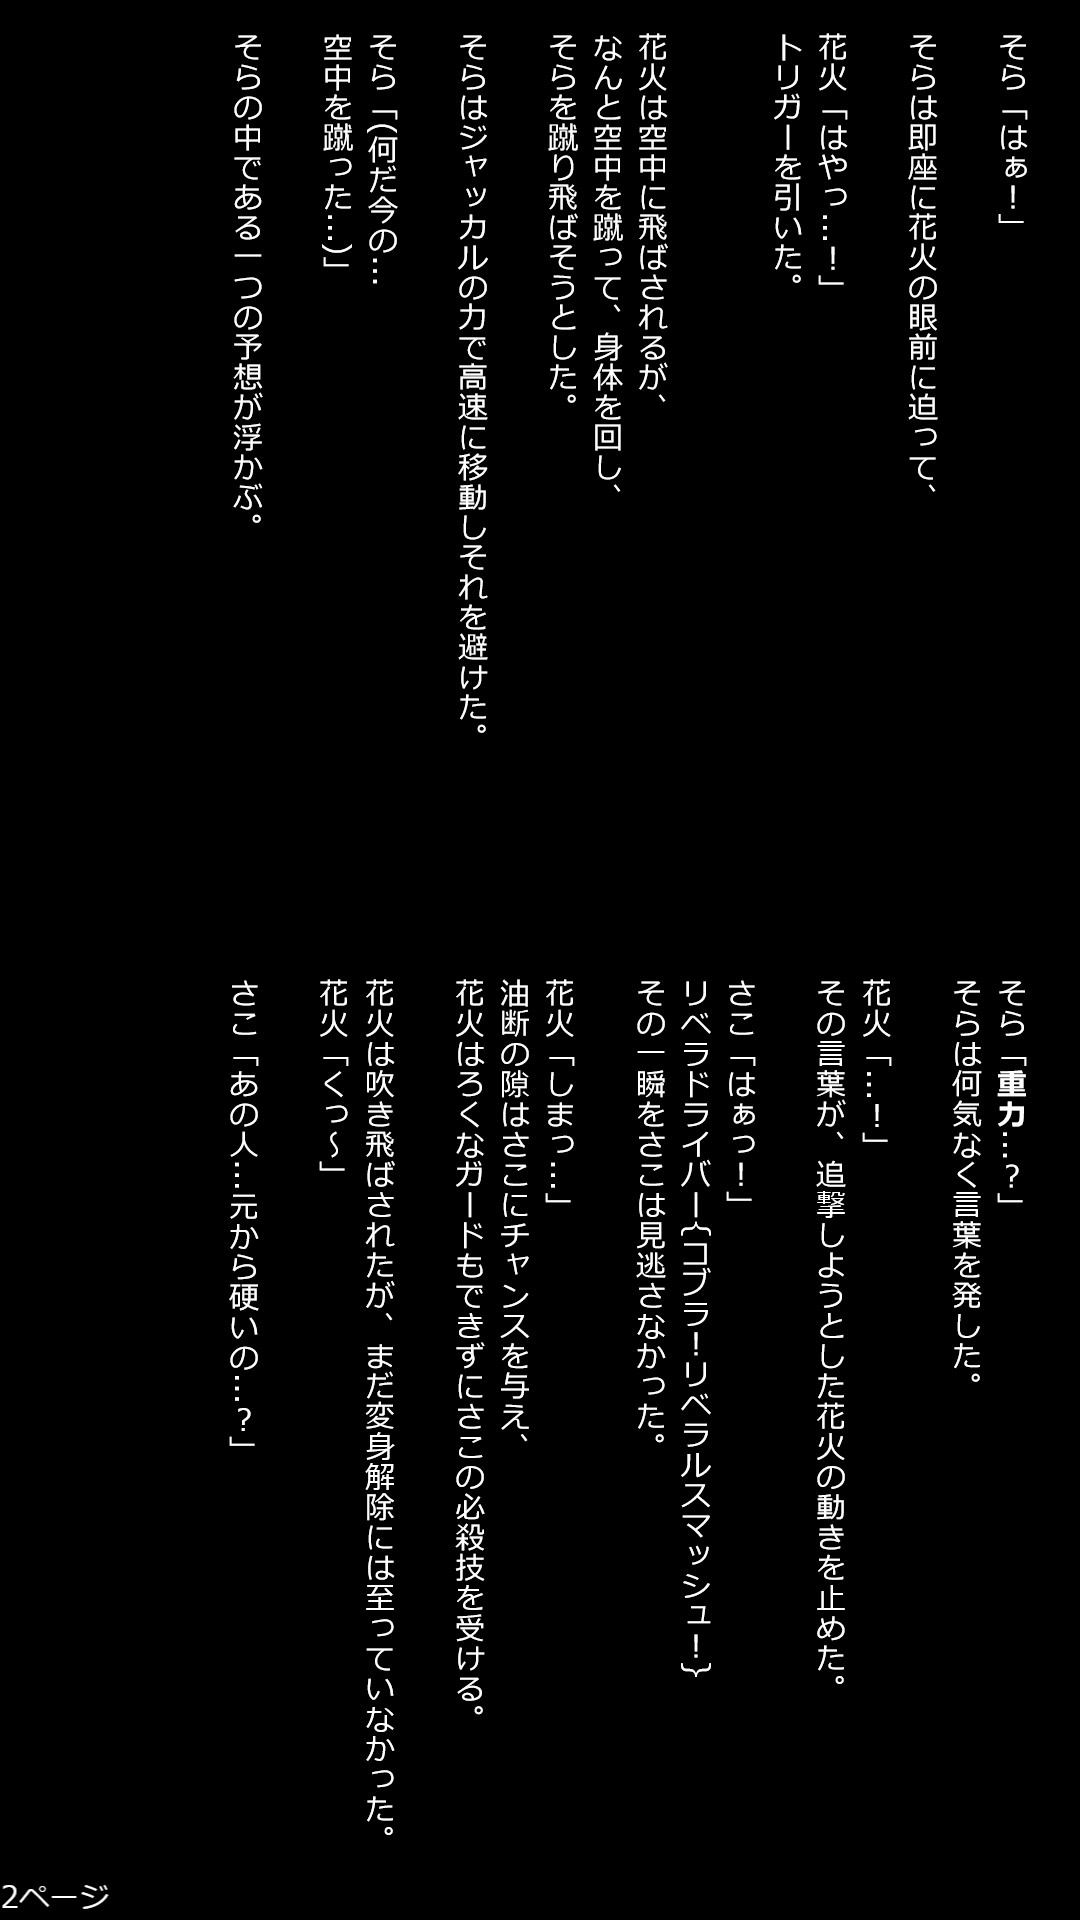 そら「はぁ！」
そらは即座に花火の眼前に迫って、
花火「はやっ…！」
トリガーを引いた。
花火は空中に飛ばされるが、
なんと空中を蹴って、身体を回し、
そらを蹴り飛ばそうとした。
そらはジャッカルの力で高速に移動しそれを避けた。
そら「(何だ今の…
空中を蹴った…)」
そらの中である一つの予想が浮かぶ。
そら「重力…？」
そらは何気なく言葉を発した。
花火「…！」
その言葉が、追撃しようとした花火の動きを止めた。
さこ「はぁっ！」
リベラドライバー{コブラ！リベラルスマッシュ！}
その一瞬をさこは見逃さなかった。
花火「しまっ…」
油断の隙はさこにチャンスを与え、
花火はろくなガードもできずにさこの必殺技を受ける。
花火は吹き飛ばされたが、まだ変身解除には至っていなかった。
花火「くっ～」
さこ「あの人…元から硬いの…？」
2ページ